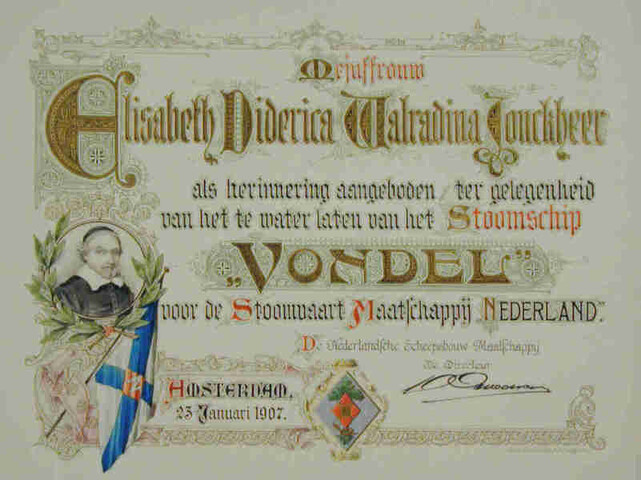 Mejuffrouw
Elisabeth Diderica Walradina Jonckheer
als herinnering aangeboden ter gelegenheid
van het te water laten van het Stoomschip
„VONDEL”
voor de Stoomvaart Maatschappij „NEDERLAND”.
De Nederlandsche Scheepsbouw Maatschappij
De Directeur
AMSTERDAM,
23 Januari 1907.